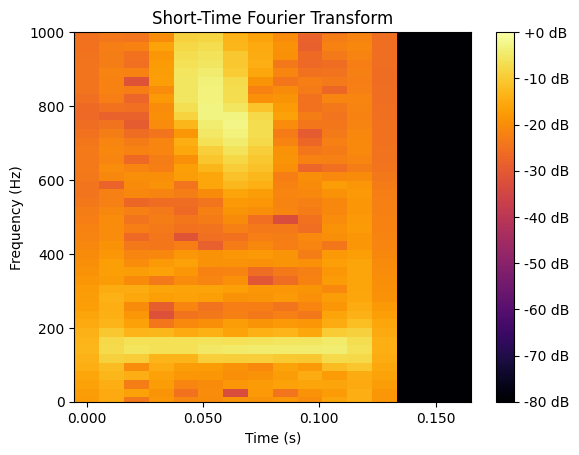 Short-Time Fourier Transform
Frequency (Hz)
1000
800
600
400
200
0
0.000
0.050
0.100
0.150
Time (s)
+0 dB
-10 dB
-20 dB
-30 dB
-40 dB
-50 dB
-60 dB
-70 dB
-80 dB